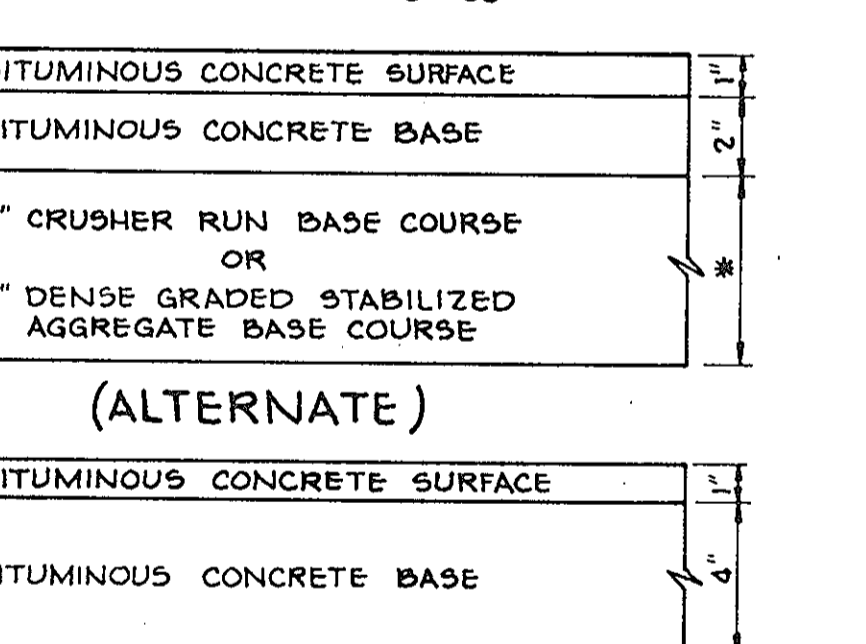 ITUMINOUS CONCRETE SURFACE 1"
ITUMINOUS CONCRETE BASE 2"
" CRUSHER RUN BASE COURSE
OR
*
" DENSE GRADED STABILIZED
AGGREGATE BASE COURSE
(ALTERNATE)
ITUMINOUS CONCRETE SURFACE 1"
ITUMINOUS CONCRETE BASE 4"